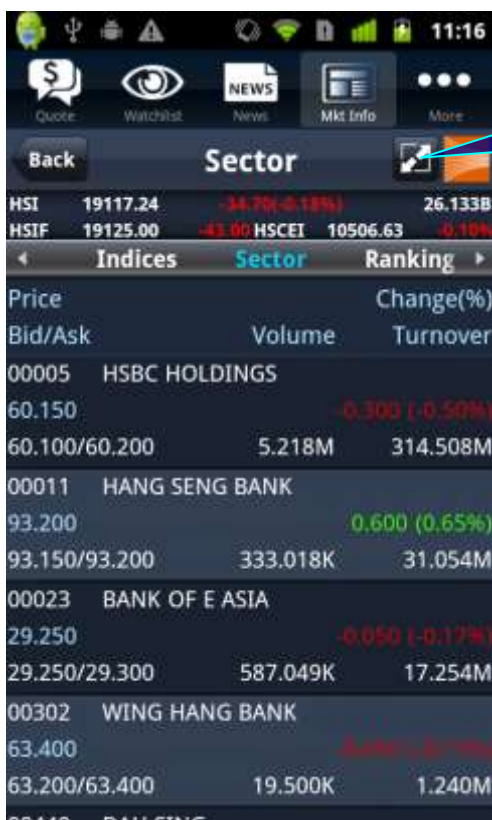 11:16
Quote Watchlist NEWS News Mkt Info More
Back Sector
HSI 19117.24 -34.70(-0.18%) 26.133B
HSIF 19125.00 -43.00 HSCEI 10506.63 -0.10%
Indices Sector Ranking
Price Change(%)
Bid/Ask Volume Turnover
00005 HSBC HOLDINGS
60.150 -0.300 (-0.50%)
60.100/60.200 5.218M 314.508M
00011 HANG SENG BANK
93.200 0.600 (0.65%)
93.150/93.200 333.018K 31.054M
00023 BANK OF E ASIA
29.250 -0.050 (-0.17%)
29.250/29.300 587.049K 17.254M
00302 WING HANG BANK
63.400
63.200/63.400 19.500K 1.240M